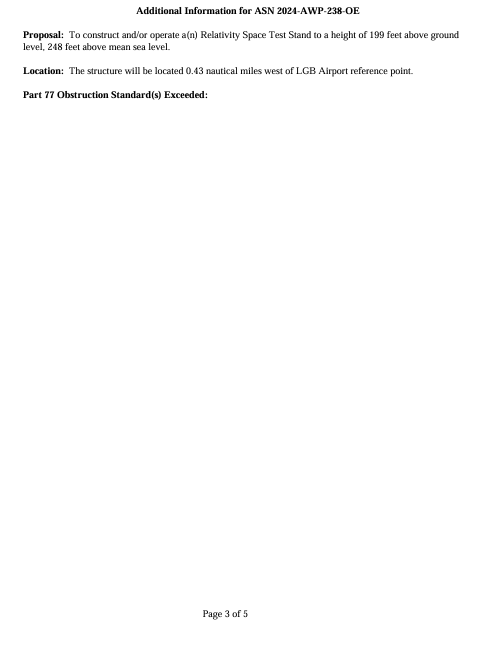 Additional Information for ASN 2024-AWP-238-OE
Proposal: To construct and/or operate a(n) Relativity Space Test Stand to a height of 199 feet above ground
level, 248 feet above mean sea level.
Location: The structure will be located 0.43 nautical miles west of LGB Airport reference point.
Part 77 Obstruction Standard(s) Exceeded:
Page 3 of 5